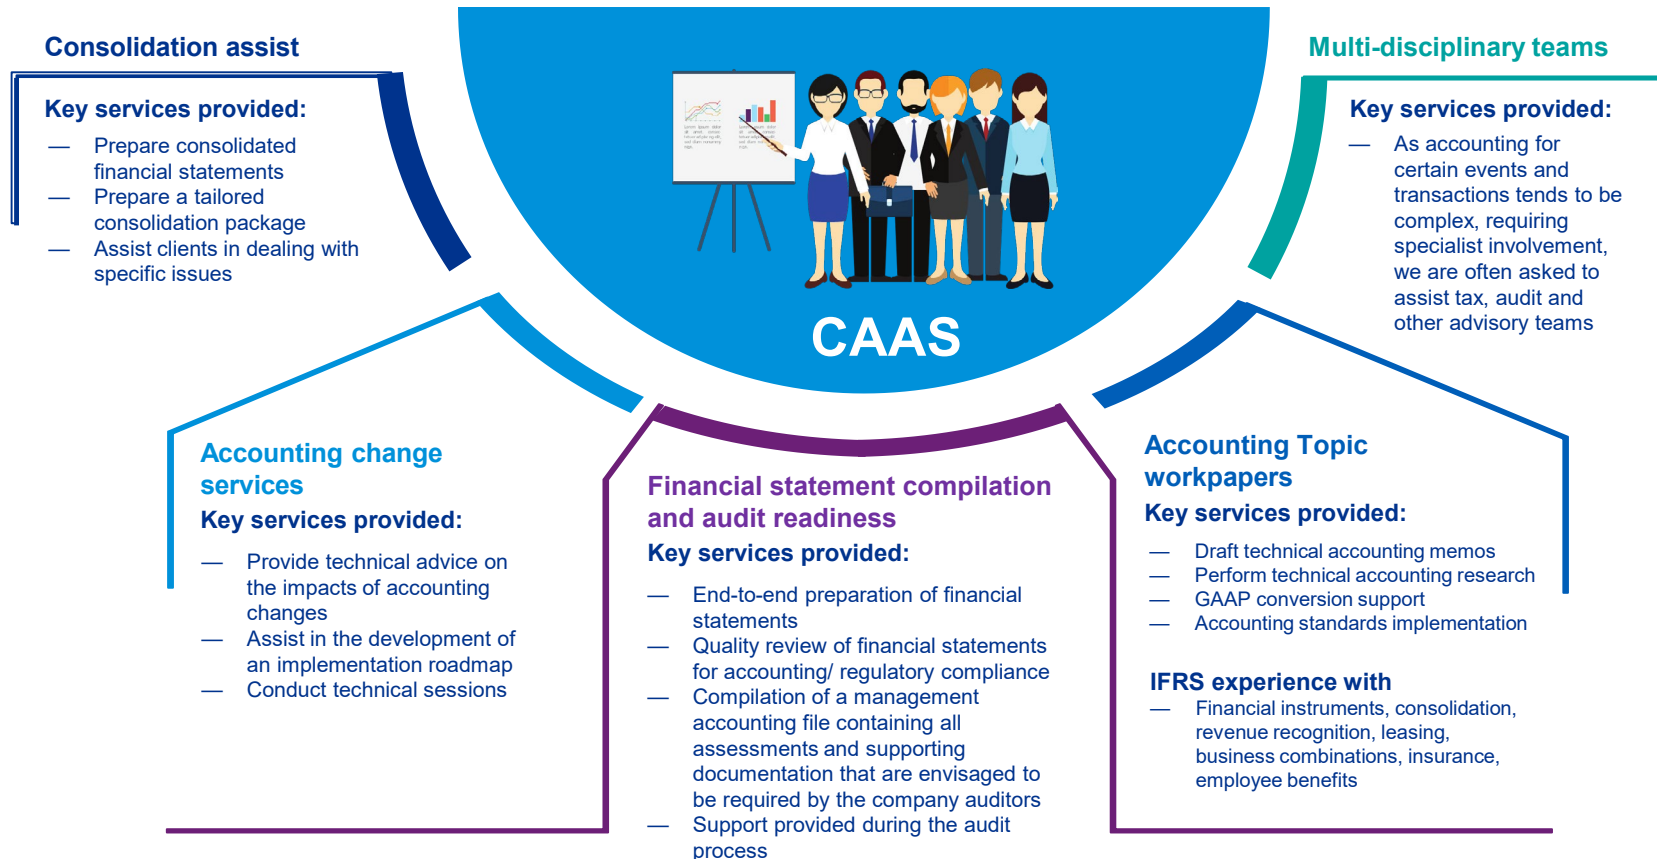 Consolidation assist
Key services provided:
— Prepare consolidated
financial statements
— Prepare a tailored
consolidation package
— Assist clients in dealing with
specific issues
CAAS
Multi-disciplinary teams
Key services provided:
— As accounting for
certain events and
transactions tends to be
complex, requiring
specialist involvement,
we are often asked to
assist tax, audit and
other advisory teams
Accounting change
services
Key services provided:
— Provide technical advice on
the impacts of accounting
changes
— Assist in the development of
an implementation roadmap
— Conduct technical sessions
Financial statement compilation
and audit readiness
Key services provided:
— End-to-end preparation of financial
statements
— Quality review of financial statements
for accounting/ regulatory compliance
— Compilation of a management
accounting file containing all
assessments and supporting
documentation that are envisaged to
be required by the company auditors
— Support provided during the audit
process
Accounting Topic
workpapers
Key services provided:
— Draft technical accounting memos
— Perform technical accounting research
— GAAP conversion support
— Accounting standards implementation
IFRS experience with
— Financial instruments, consolidation,
revenue recognition, leasing,
business combinations, insurance,
employee benefits